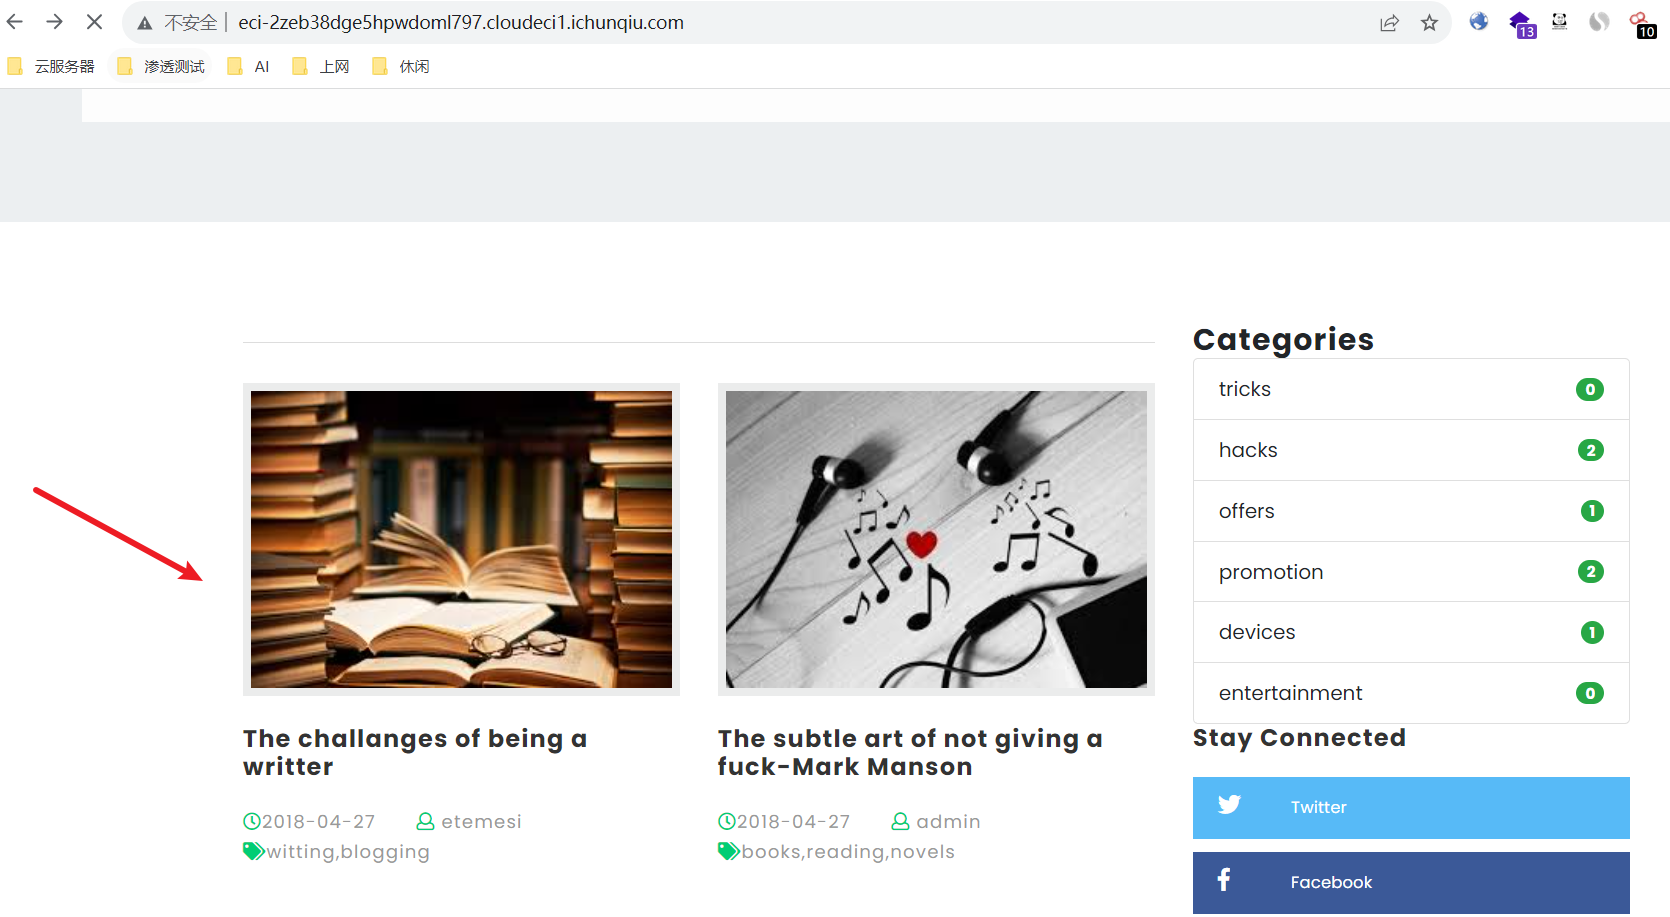 不安全 eci-2zeb38dge5hpwdoml797.cloudeci1.ichunqiu.com
13
10
云服务器 渗透测试 AI 上网 休闲
Categories
tricks 0
hacks 2
offers 1
promotion 2
devices 1
entertainment 0
The challanges of being a
writter
2018-04-27 etemesi
witting,blogging
The subtle art of not giving a
fuck-Mark Manson
2018-04-27 admin
books,reading,novels
Stay Connected
Twitter
Facebook